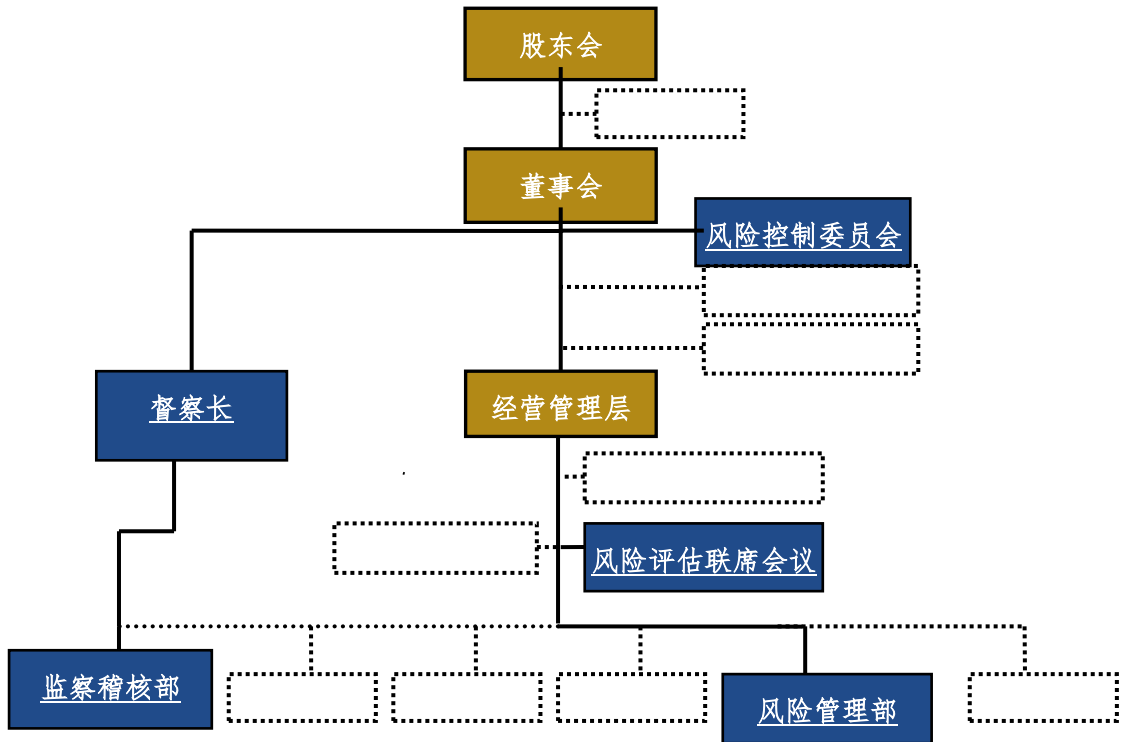 股东会
董事会
风险控制委员会
督察长
经营管理层
风险评估联席会议
监察稽核部
风险管理部